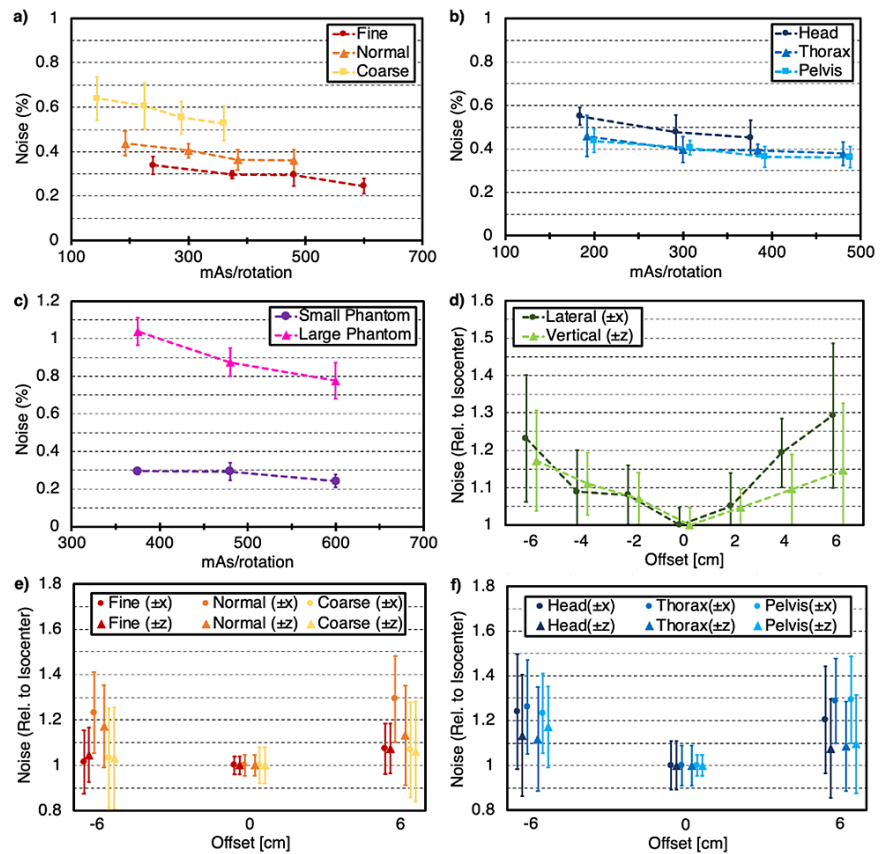 a)
Fine
Normal
Coarse
Noise (%)
1
0.8
0.6
0.4
0.2
0
100
300
500
700
mAs/rotation
b)
Head
Thorax
Pelvis
Noise (%)
1
0.8
0.6
0.4
0.2
0
100
200
300
400
500
mAs/rotation
c)
Small Phantom
Large Phantom
Noise (%)
1.2
1
0.8
0.6
0.4
0.2
0
300
400
500
600
700
mAs/rotation
d)
Lateral (±x)
Vertical (±z)
Noise (Rel. to Isocenter)
1.6
1.5
1.4
1.3
1.2
1.1
1
-6
-4
-2
0
2
4
6
Offset [cm]
e)
Fine (±x) Normal (±x) Coarse (±x)
Fine (±z) Normal (±z) Coarse (±z)
Noise (Rel. to Isocenter)
1.8
1.6
1.4
1.2
1
0.8
-6
0
6
Offset [cm]
f)
Head(±x) Thorax(±x) Pelvis(±x)
Head(±z) Thorax(±z) Pelvis(±z)
Noise (Rel. to Isocenter)
1.8
1.6
1.4
1.2
1
0.8
-6
0
6
Offset [cm]